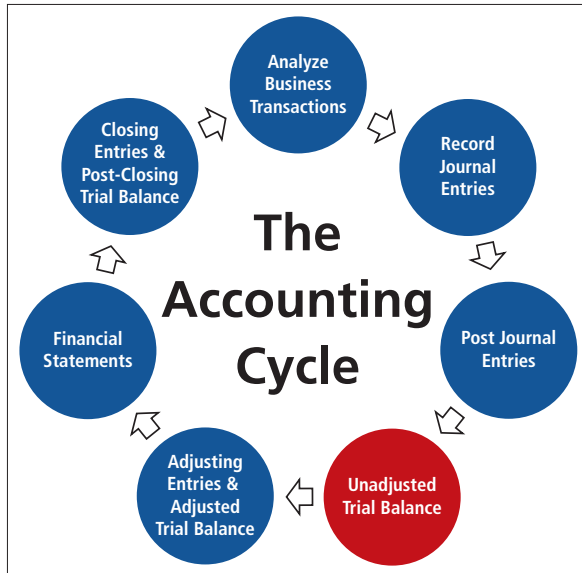 Analyze
Business
Transactions
Record
Journal
Entries
Post Journal
Entries
Unadjusted
Trial Balance
Adjusting
Entries &
Adjusted
Trial Balance
Financial
Statements
Closing
Entries &
Post-Closing
Trial Balance
The
Accounting
Cycle